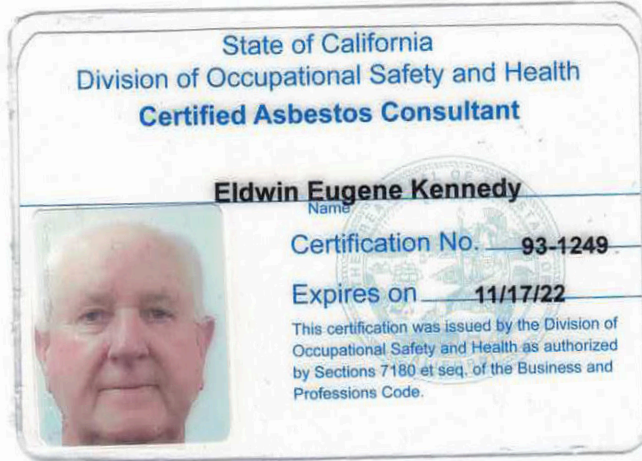 State of California
Division of Occupational Safety and Health
Certified Asbestos Consultant
Eldwin Eugene Kennedy
Name
Certification No. 93-1249
Expires on 11/17/22
This certification was issued by the Division of
Occupational Safety and Health as authorized
by Sections 7180 et seq. of the Business and
Professions Code.